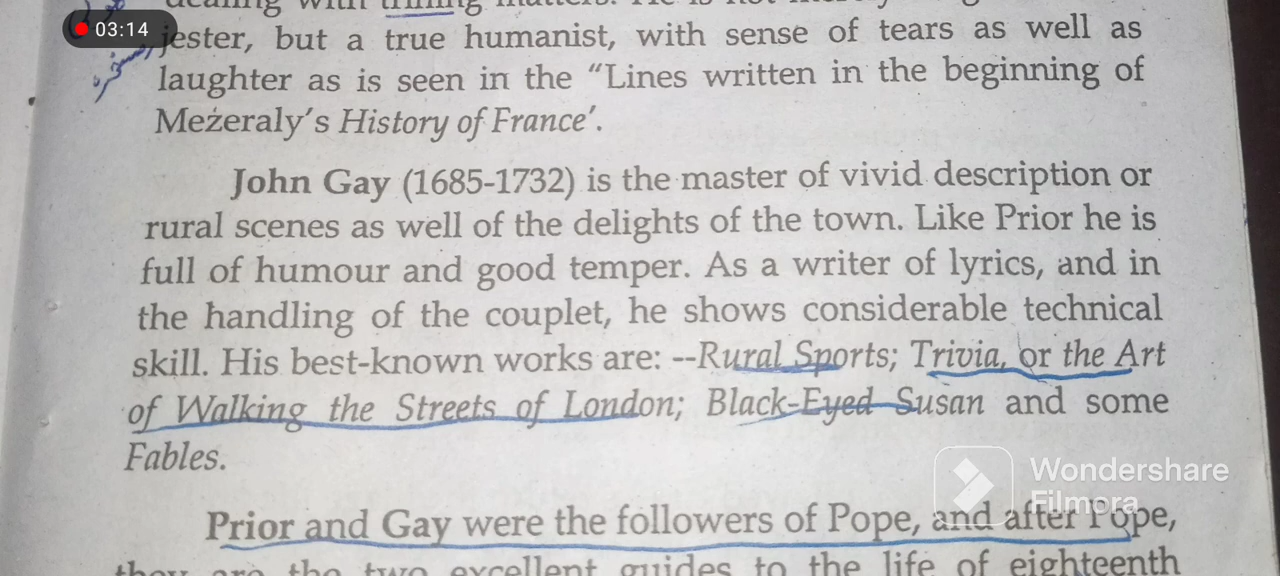 03:14
dealing with trifling matters. He is not
jester, but a true humanist, with sense of tears as well as
laughter as is seen in the “Lines written in the beginning of
Meżeraly’s History of France’.
John Gay (1685-1732) is the master of vivid description or
rural scenes as well of the delights of the town. Like Prior he is
full of humour and good temper. As a writer of lyrics, and in
the handling of the couplet, he shows considerable technical
skill. His best-known works are: --Rural Sports; Trivia, or the Art
of Walking the Streets of London; Black-Eyed Susan and some
Fables.
Wondershare
Filmora
Prior and Gay were the followers of Pope, and after Pope,
they are the two excellent guides to the life of eighteenth